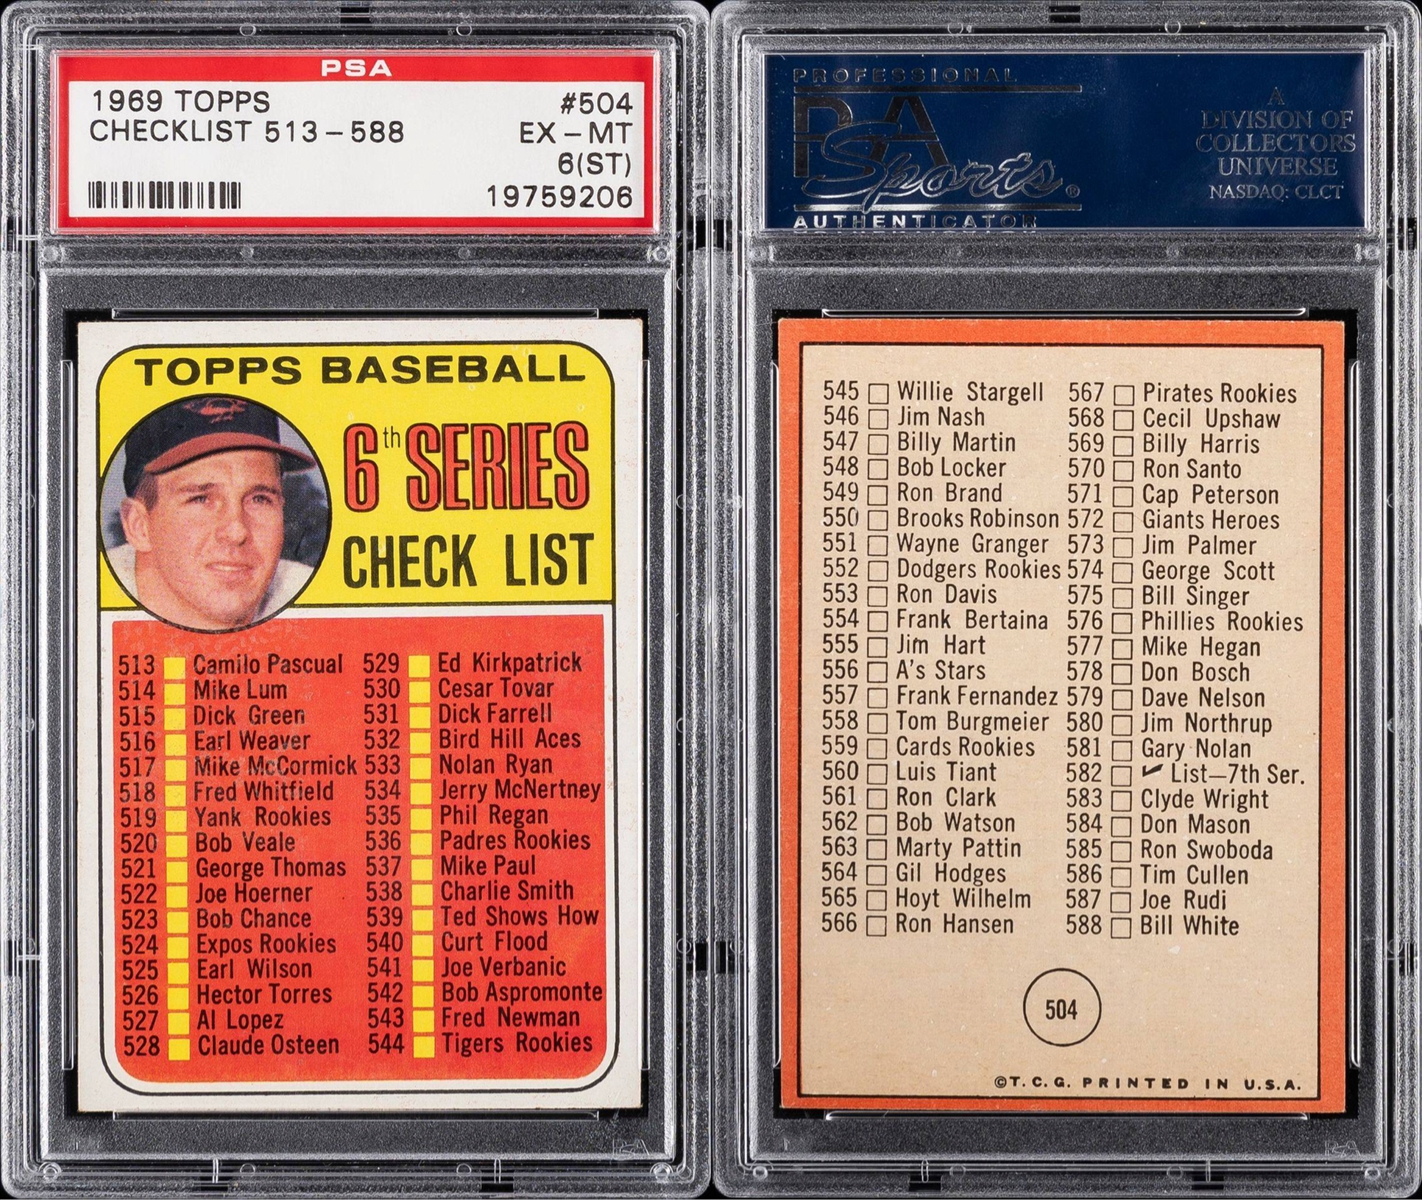 PSA
1969 TOPPS #504
CHECKLIST 513-588 EX-MT
6(ST)
19759206
TOPPS BASEBALL
6th SERIES
CHECK LIST
513 Camilo Pascual 529 Ed Kirkpatrick
514 Mike Lum 530 Cesar Tovar
515 Dick Green 531 Dick Farrell
516 Earl Weaver 532 Bird Hill Aces
517 Mike McCormick 533 Nolan Ryan
518 Fred Whitfield 534 Jerry McNertney
519 Yank Rookies 535 Phil Regan
520 Bob Veale 536 Padres Rookies
521 George Thomas 537 Mike Paul
522 Joe Hoerner 538 Charlie Smith
523 Bob Chance 539 Ted Shows How
524 Expos Rookies 540 Curt Flood
525 Earl Wilson 541 Joe Verbanic
526 Hector Torres 542 Bob Aspromonte
527 Al Lopez 543 Fred Newman
528 Claude Osteen 544 Tigers Rookies
PROFESSIONAL
PSA
Sports®
AUTHENTICATOR
A
DIVISION OF
COLLECTORS
UNIVERSE
NASDAQ: CLCT
545 Willie Stargell 567 Pirates Rookies
546 Jim Nash 568 Cecil Upshaw
547 Billy Martin 569 Billy Harris
548 Bob Locker 570 Ron Santo
549 Ron Brand 571 Cap Peterson
550 Brooks Robinson 572 Giants Heroes
551 Wayne Granger 573 Jim Palmer
552 Dodgers Rookies 574 George Scott
553 Ron Davis 575 Bill Singer
554 Frank Bertaina 576 Phillies Rookies
555 Jim Hart 577 Mike Hegan
556 A's Stars 578 Don Bosch
557 Frank Fernandez 579 Dave Nelson
558 Tom Burgmeier 580 Jim Northrup
559 Cards Rookies 581 Gary Nolan
560 Luis Tiant 582 ✓ List—7th Ser.
561 Ron Clark 583 Clyde Wright
562 Bob Watson 584 Don Mason
563 Marty Pattin 585 Ron Swoboda
564 Gil Hodges 586 Tim Cullen
565 Hoyt Wilhelm 587 Joe Rudi
566 Ron Hansen 588 Bill White
504
©T.C.G. PRINTED IN U.S.A.